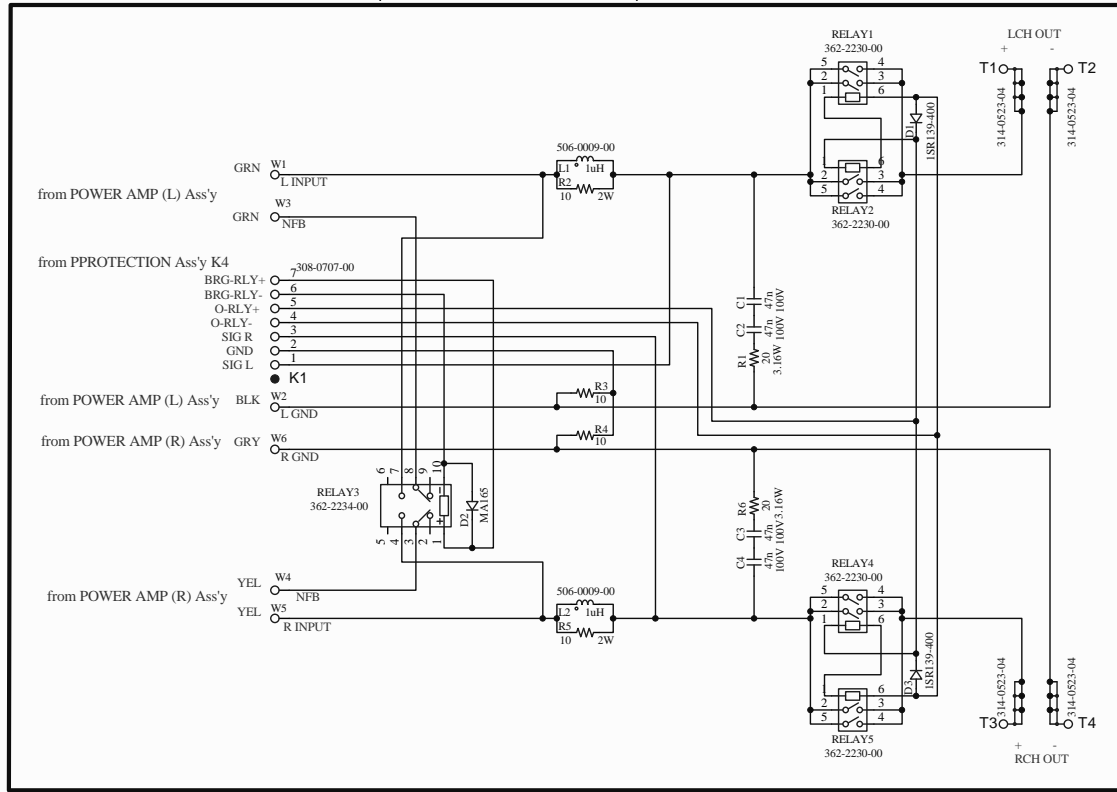 RELAY1
362-2230-00
5
4
2
3
1
6
D1
1SR139-400
LCH OUT
+ -
T1
T2
314-0523-04
314-0523-04
506-0009-00
L1 1uH
R2
10 2W
GRN W1
L INPUT
from POWER AMP (L) Ass'y
GRN W3
NFB
1
6
2
3
5
4
RELAY2
362-2230-00
from PPROTECTION Ass'y K4
308-0707-00
BRG-RLY+ 7
BRG-RLY- 6
O-RLY+ 5
O-RLY- 4
SIG R 3
GND 2
SIG L 1
K1
C1 47n 100V
C2 47n 100V
R1 20 3.16W
from POWER AMP (L) Ass'y BLK W2
L GND
R3
10
from POWER AMP (R) Ass'y GRY W6
R GND
R4
10
6 7 8 9 10
RELAY3
362-2234-00
- +
5 4 3 2 1
D2
MA165
R6 20 3.16W
C3 47n 100V
C4 47n 100V
YEL W4
NFB
from POWER AMP (R) Ass'y
YEL W5
R INPUT
506-0009-00
L2 1uH
R5
10 2W
RELAY4
362-2230-00
5
4
2
3
1
6
D3
1SR139-400
1
6
2
3
5
4
RELAY5
362-2230-00
314-0523-04
314-0523-04
T3
T4
+ -
RCH OUT